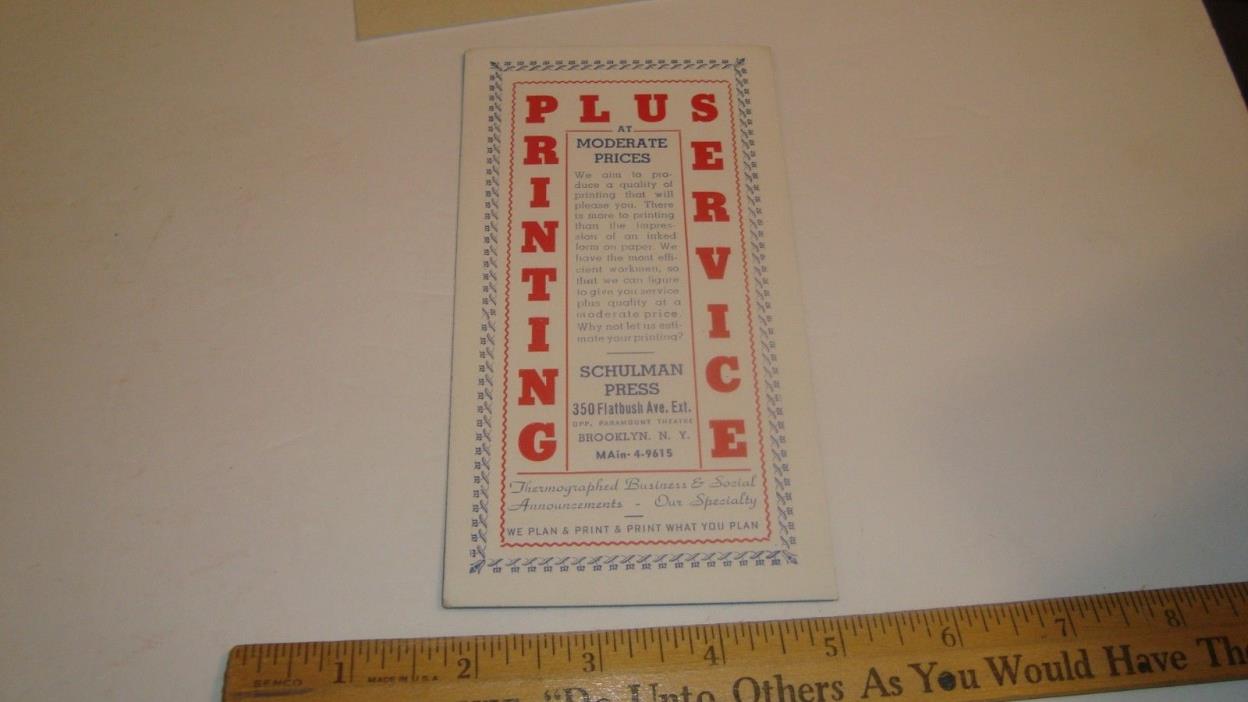 PRINTING PLUS SERVICE
AT
MODERATE
PRICES
We aim to pro-
duce a quality of
printing that will
please you. There
is more to printing
than the impres-
sion of an inked
form on paper. We
have the most effi-
cient workmen, so
that we can figure
to give you service
plus quality at a
moderate price.
Why not let us esti-
mate your printing?
SCHULMAN
PRESS
350 Flatbush Ave. Ext.
OPP. PARAMOUNT THEATRE
BROOKLYN, N. Y.
MAin- 4-9615
Thermographed Business & Social
Announcements - Our Specialty
WE PLAN & PRINT & PRINT WHAT YOU PLAN
1 2 3 4 5 6 7 8
MADE IN U.S.A
"Do Unto Others As You Would Have